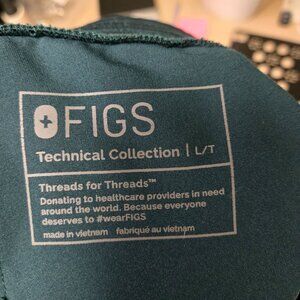 FIGS
Technical Collection | L/T
Threads for Threads™
Donating to healthcare providers in need
around the world. Because everyone
deserves to #wearFIGS
made in vietnam fabriqué au vietnam